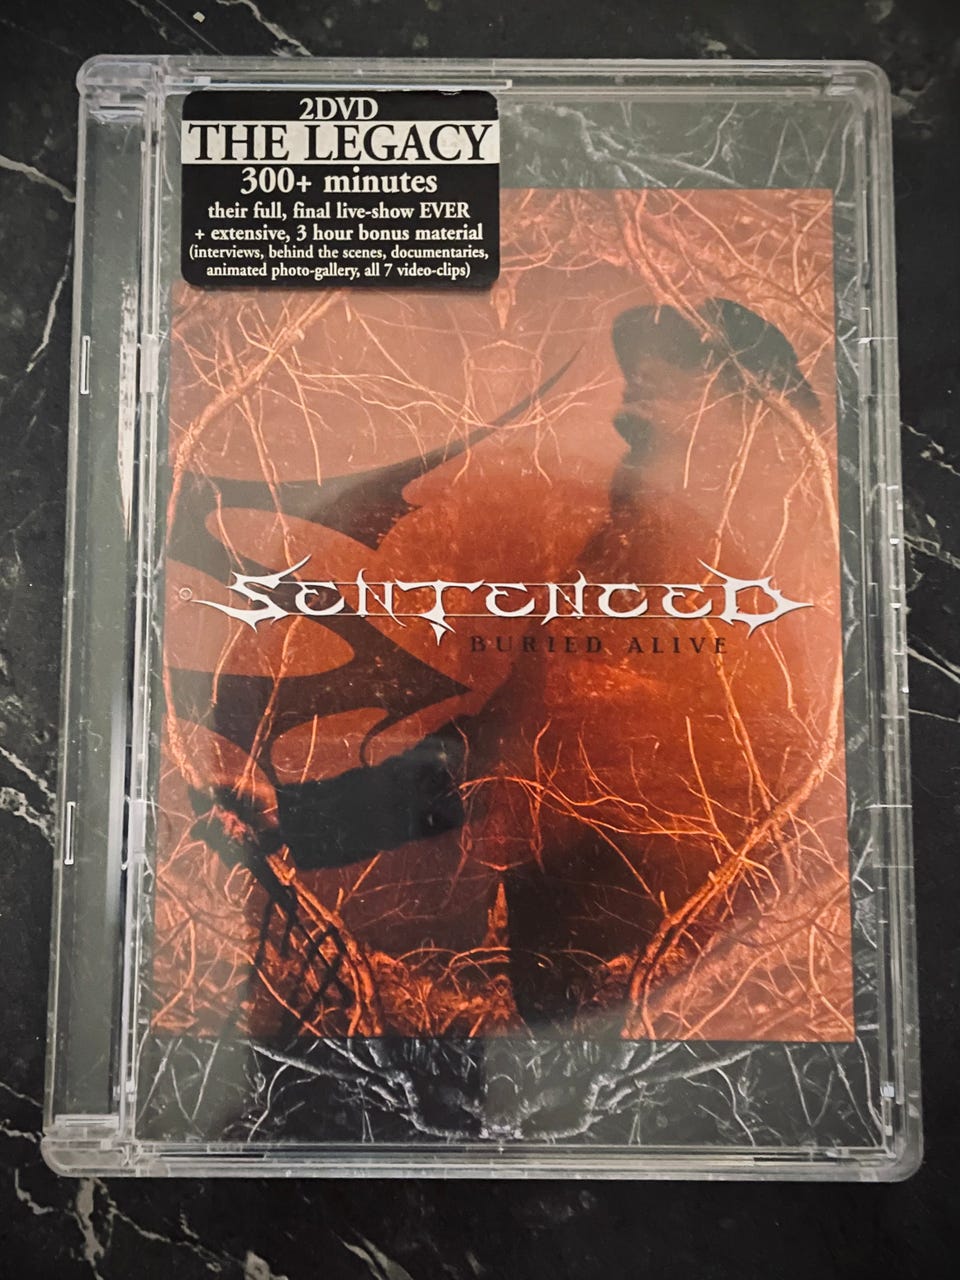 2DVD
THE LEGACY
300+ minutes
their full, final live-show EVER
+ extensive, 3 hour bonus material
(interviews, behind the scenes, documentaries,
animated photo-gallery, all 7 video-clips)
SENTENCED
BURIED ALIVE